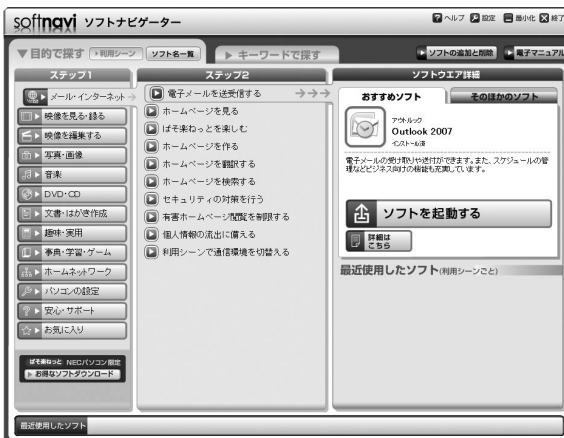 softnavi ソフトナビゲーター
ヘルプ 設定 最小化 終了
目的で探す 利用シーン ソフト名一覧 キーワードで探す ソフトの追加と削除 電子マニュアル
ステップ1
メール・インターネット
映像を見る・録る
映像を編集する
写真・画像
音楽
DVD・CD
文書・はがき作成
趣味・実用
事典・学習・ゲーム
ホームネットワーク
パソコンの設定
安心・サポート
お気に入り
ぱそ楽ねっと NECパソコン限定
お得なソフトダウンロード
ステップ2
電子メールを送受信する
ホームページを見る
ぱそ楽ねっとを楽しむ
ホームページを作る
ホームページを翻訳する
ホームページを検索する
セキュリティの対策を行う
有害ホームページ閲覧を制限する
個人情報の流出に備える
利用シーンで通信環境を切替える
ソフトウエア詳細
おすすめソフト そのほかのソフト
アウトルック
Outlook 2007
インストール済
電子メールの受け取りや送付ができます。また、スケジュールの管
理などビジネス向けの機能も充実しています。
ソフトを起動する
詳細は
こちら
最近使用したソフト(利用シーンごと)
最近使用したソフト